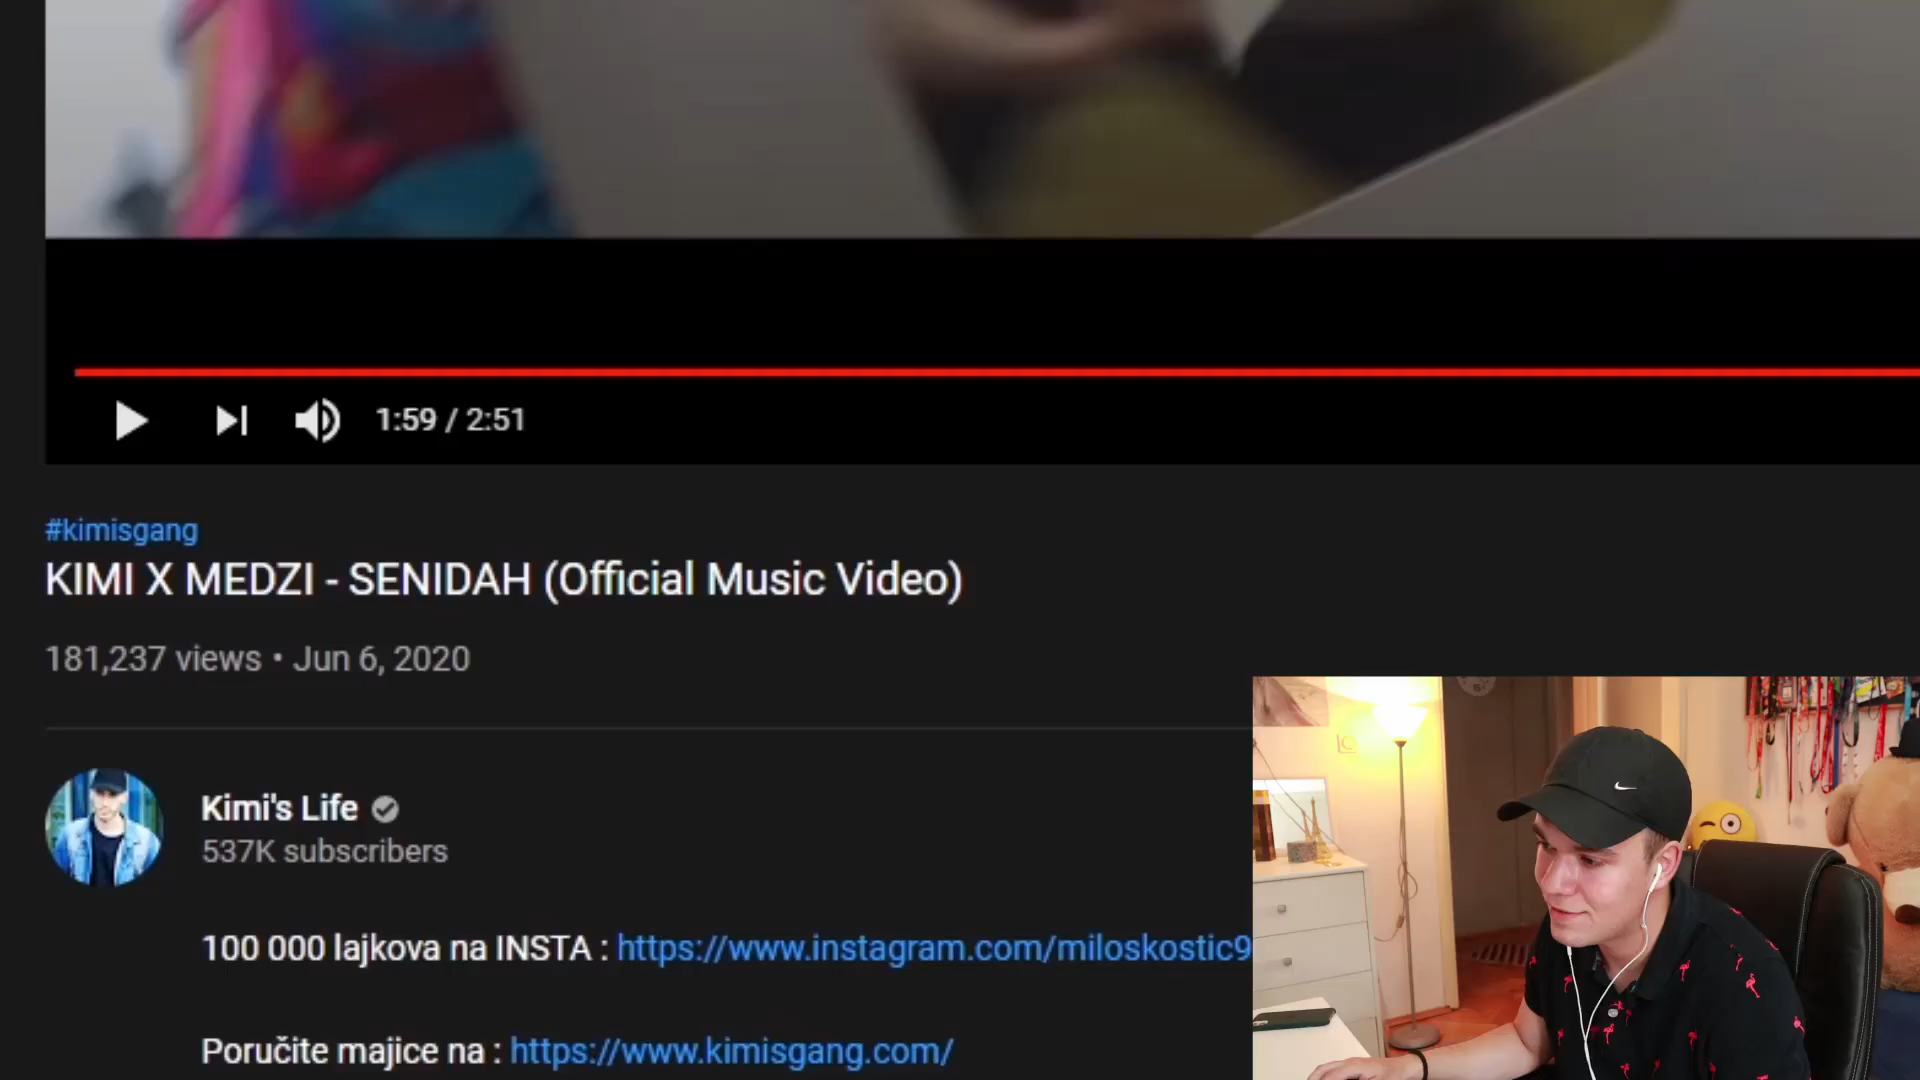 1:59 / 2:51
#kimisgang
KIMI X MEDZI - SENIDAH (Official Music Video)
181,237 views • Jun 6, 2020
Kimi's Life
537K subscribers
100 000 lajkova na INSTA : https://www.instagram.com/miloskostic9
Poručite majice na : https://www.kimisgang.com/